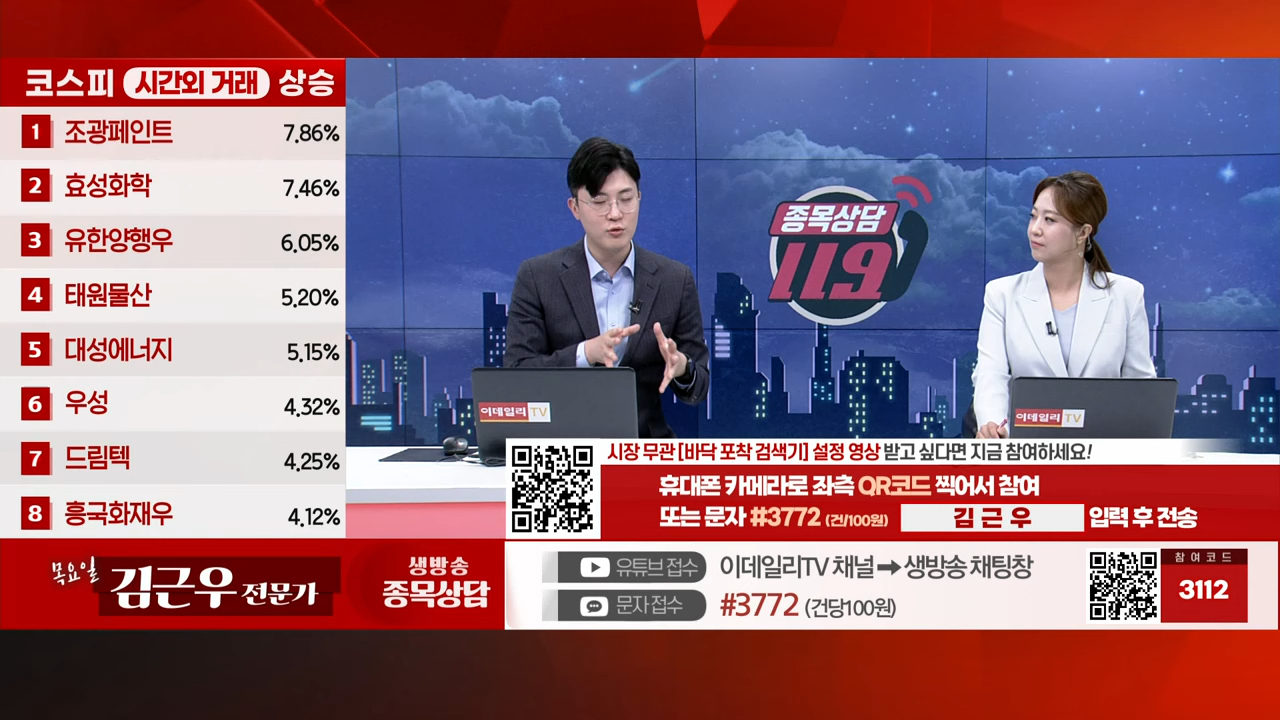 코스피 시간외 거래 상승
1 조광페인트 7.86%
2 효성화학 7.46%
3 유한양행우 6.05%
4 태원물산 5.20%
5 대성에너지 5.15%
6 우성 4.32%
7 드림텍 4.25%
8 흥국화재우 4.12%
종목상담
119
이데일리TV
이데일리TV
시장 무관 [바닥 포착 검색기] 설정 영상 받고 싶다면 지금 참여하세요!
휴대폰 카메라로 좌측 QR코드 찍어서 참여
또는 문자 #3772 (건/100원) 김근우 입력 후 전송
목요일 김근우 전문가
생방송
종목상담
유튜브 접수 이데일리TV 채널 ➡ 생방송 채팅창
문자 접수 #3772 (건당100원)
참여코드
3112